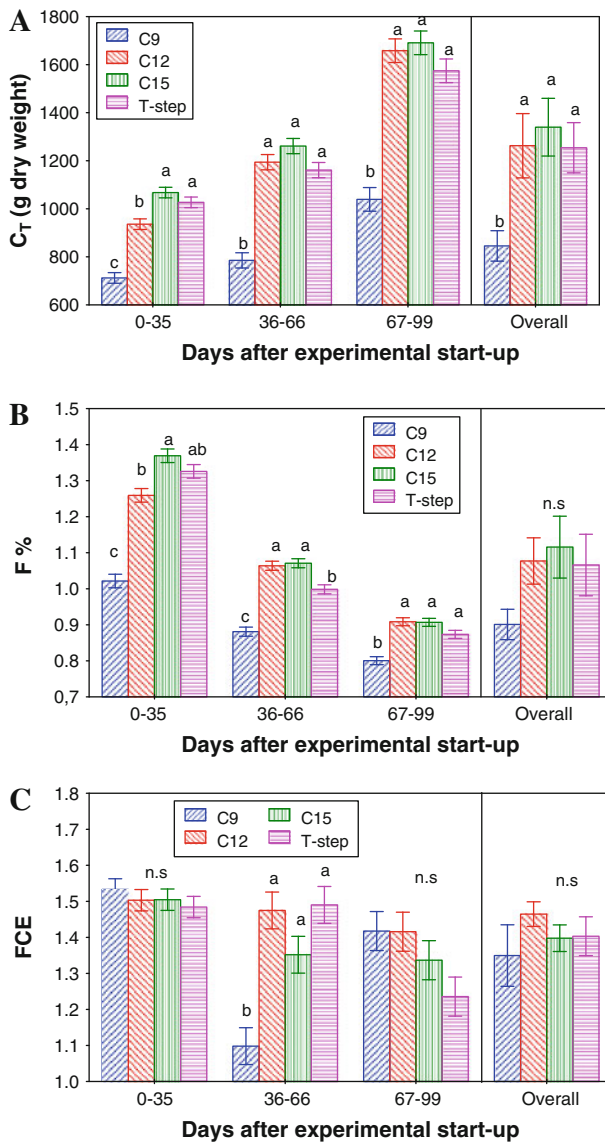 A
1800
1600
1400
1200
1000
800
600
C_T (g dry weight)
C9
C12
C15
T-step
c b a a
b a a a
b a a a
b a a a
0-35 36-66 67-99 Overall
Days after experimental start-up
B
1.5
1.4
1.3
1.2
1.1
1.0
0.9
0.8
0,7
F %
C9
C12
C15
T-step
c b a ab
c a a b
b a a a
n.s
0-35 36-66 67-99 Overall
Days after experimental start-up
C
1.8
1.7
1.6
1.5
1.4
1.3
1.2
1.1
1.0
FCE
C9 C15
C12 T-step
n.s
b a a a
n.s
n.s
0-35 36-66 67-99 Overall
Days after experimental start-up